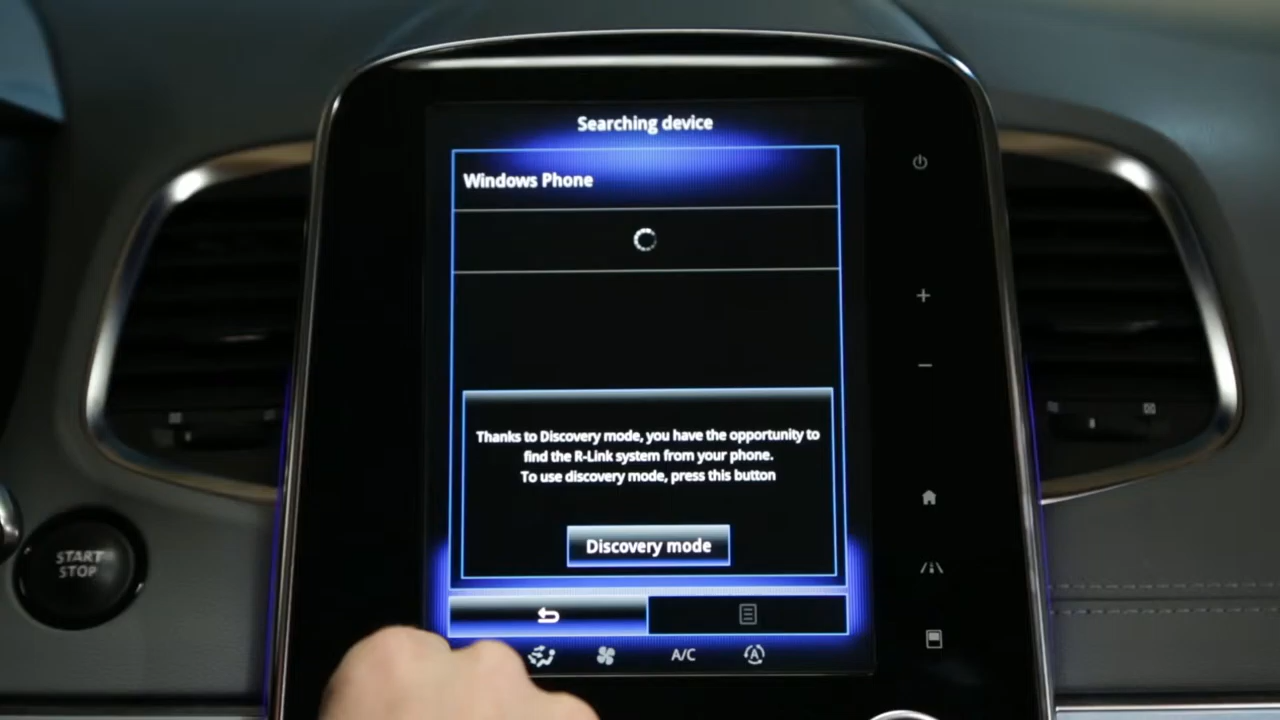 Searching device
Windows Phone
Thanks to Discovery mode, you have the opportunity to
find the R-Link system from your phone.
To use discovery mode, press this button
Discovery mode
A/C
A
START
STOP